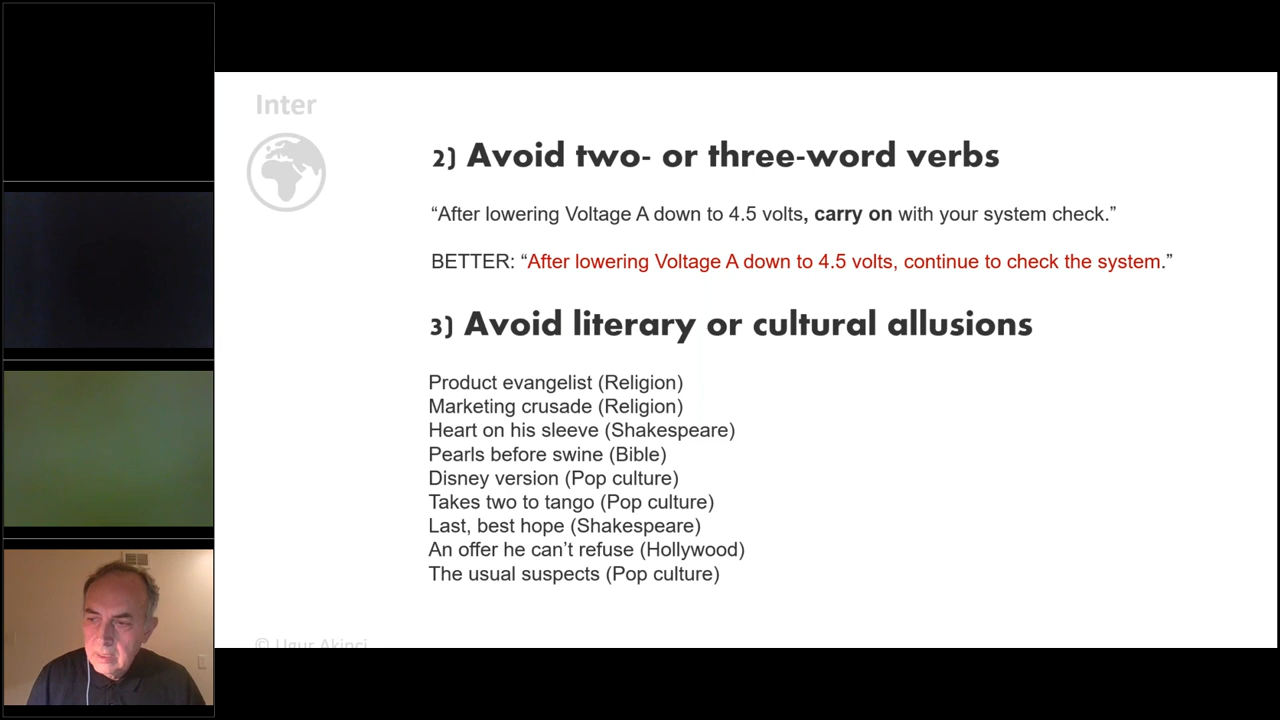 Inter
2) Avoid two- or three-word verbs
“After lowering Voltage A down to 4.5 volts, carry on with your system check.”
BETTER: “After lowering Voltage A down to 4.5 volts, continue to check the system.”
3) Avoid literary or cultural allusions
Product evangelist (Religion)
Marketing crusade (Religion)
Heart on his sleeve (Shakespeare)
Pearls before swine (Bible)
Disney version (Pop culture)
Takes two to tango (Pop culture)
Last, best hope (Shakespeare)
An offer he can’t refuse (Hollywood)
The usual suspects (Pop culture)
© Ugur Akinci